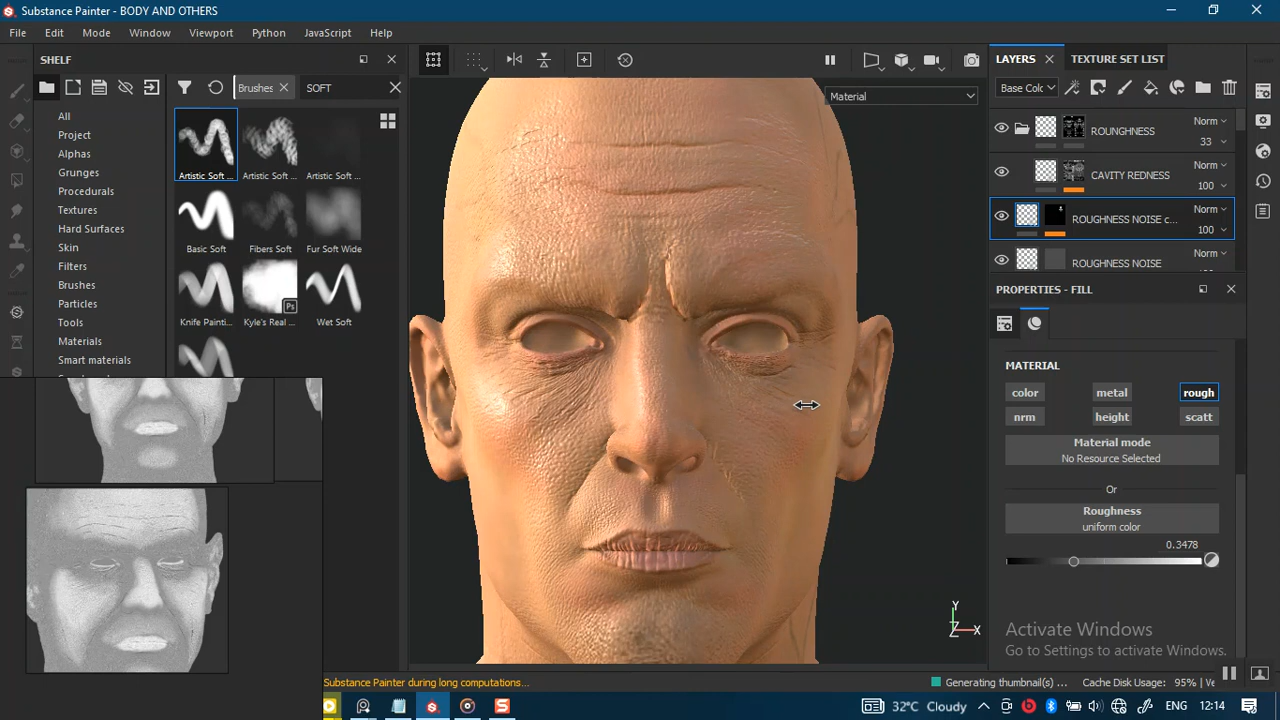 Substance Painter - BODY AND OTHERS
File Edit Mode Window Viewport Python JavaScript Help
SHELF
Brushes
SOFT
All
Project
Alphas
Grunges
Procedurals
Textures
Hard Surfaces
Skin
Filters
Brushes
Particles
Tools
Materials
Smart materials
Artistic Soft ...
Artistic Soft ...
Artistic Soft ...
Basic Soft
Fibers Soft
Fur Soft Wide
Knife Painti...
Kyle's Real ...
Wet Soft
Ps
Material
Y
Z X
LAYERS
TEXTURE SET LIST
Base Colc
ROUNGHNESS
Norm
33
CAVITY REDNESS
Norm
100
ROUGHNESS NOISE c...
Norm
100
ROUGHNESS NOISE
Norm
PROPERTIES - FILL
MATERIAL
color metal rough
nrm height scatt
Material mode
No Resource Selected
Or
Roughness
uniform color
0.3478
Activate Windows
Go to Settings to activate Windows.
Substance Painter during long computations...
Generating thumbnail(s) ...
Cache Disk Usage: 95% | Ve
32°C Cloudy
ENG
12:14